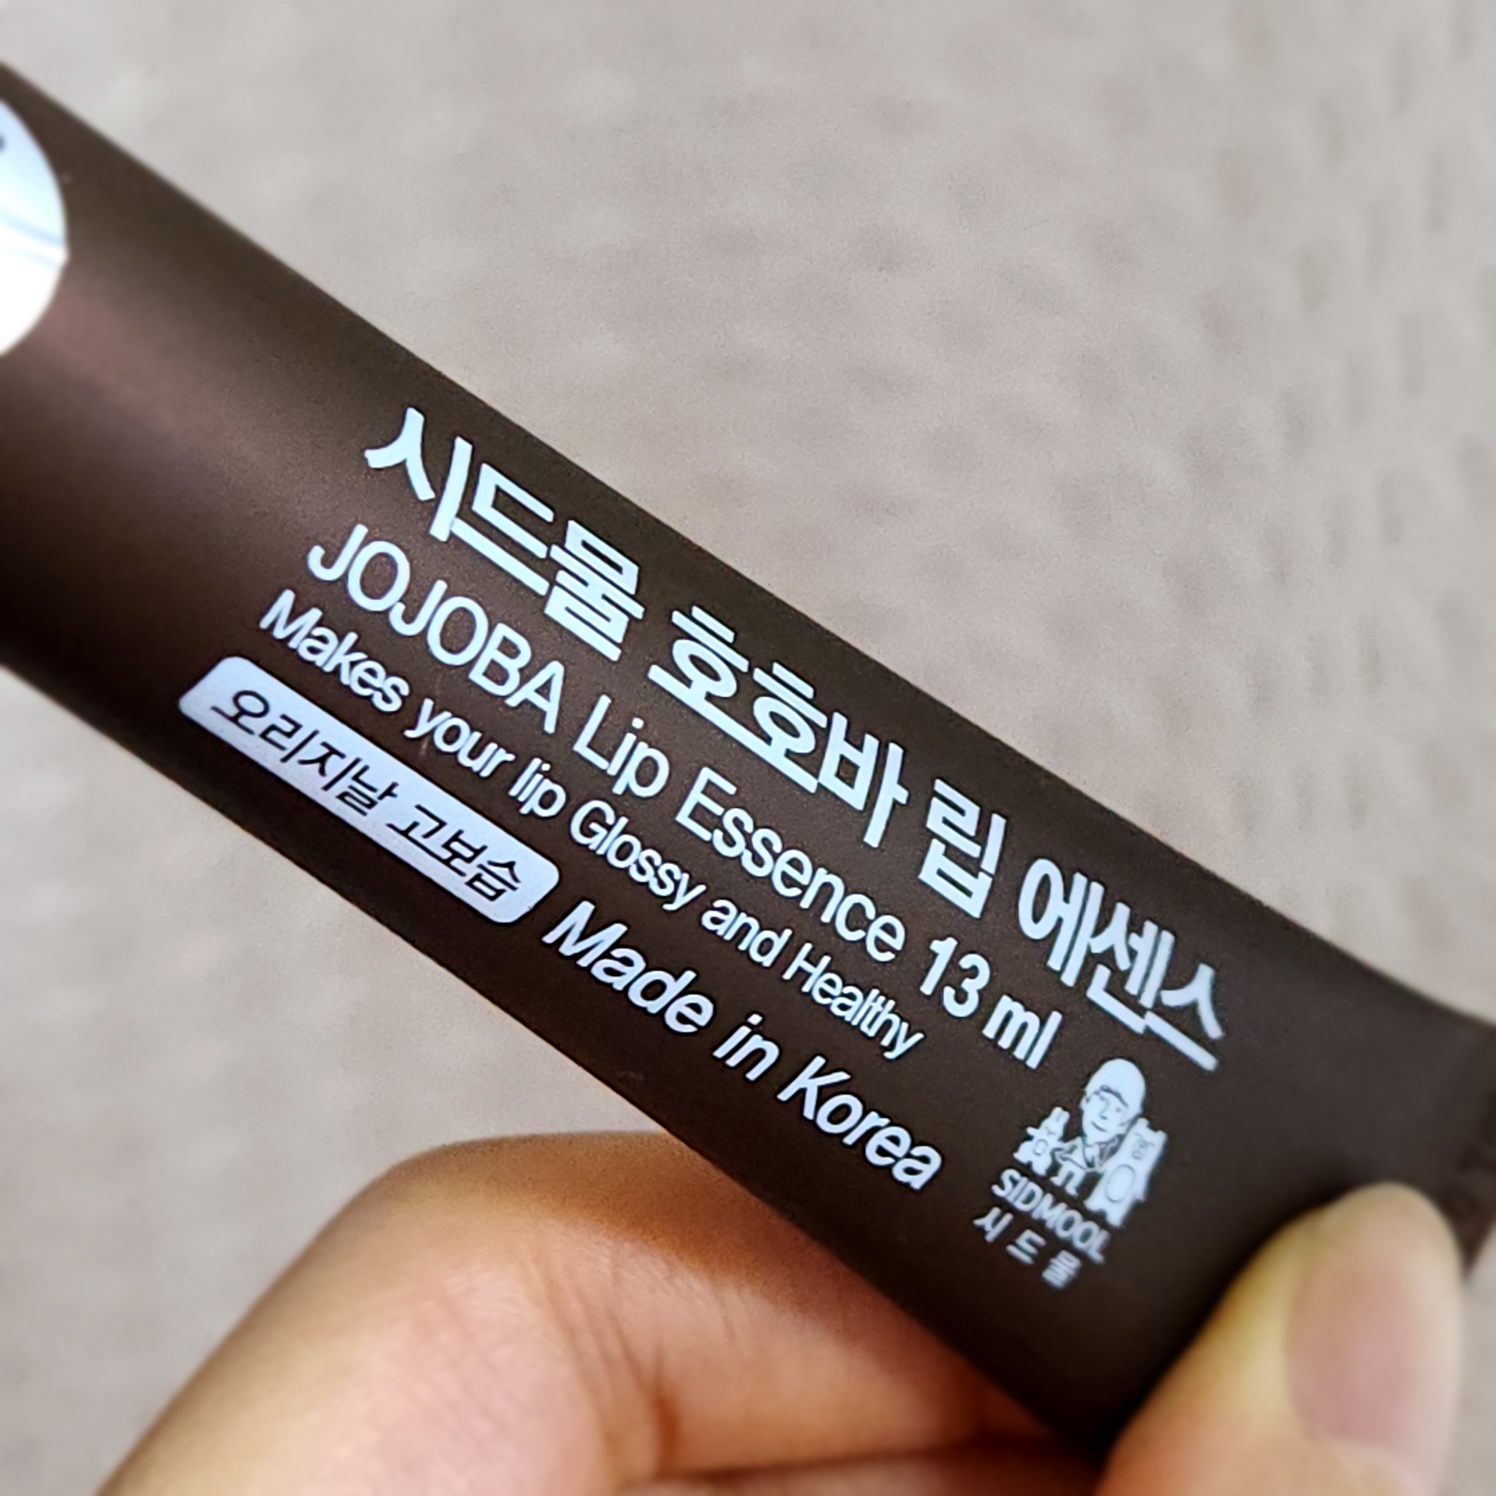 시드물 호호바 립 에센스
JOJOBA Lip Essence 13 ml
Makes your lip Glossy and Healthy
오리지날 고보습
Made in Korea
SIDMOOL
시드물